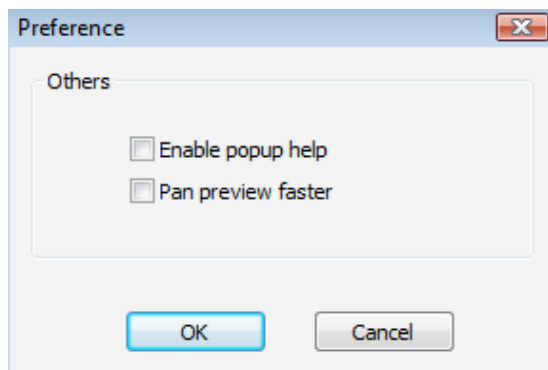 Preference
Others
Enable popup help
Pan preview faster
OK
Cancel